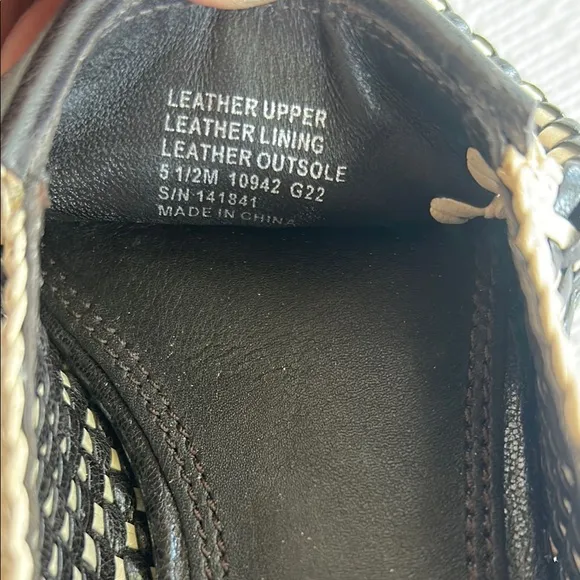 LEATHER UPPER
LEATHER LINING
LEATHER OUTSOLE
5 1/2M 10942 G22
S/N 141841
MADE IN CHINA